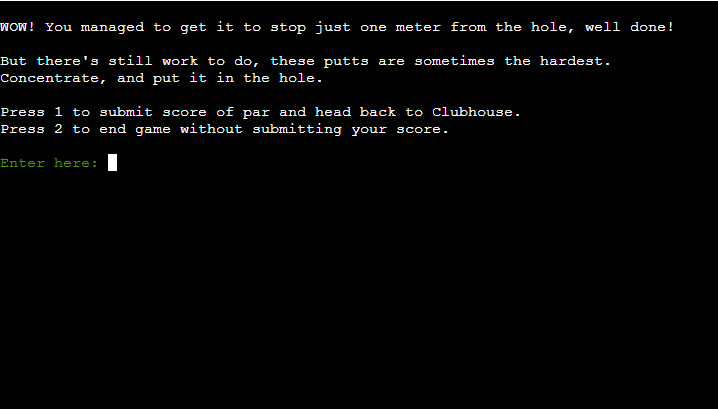 WOW! You managed to get it to stop just one meter from the hole, well done!
But there's still work to do, these putts are sometimes the hardest.
Concentrate, and put it in the hole.
Press 1 to submit score of par and head back to Clubhouse.
Press 2 to end game without submitting your score.
Enter here: